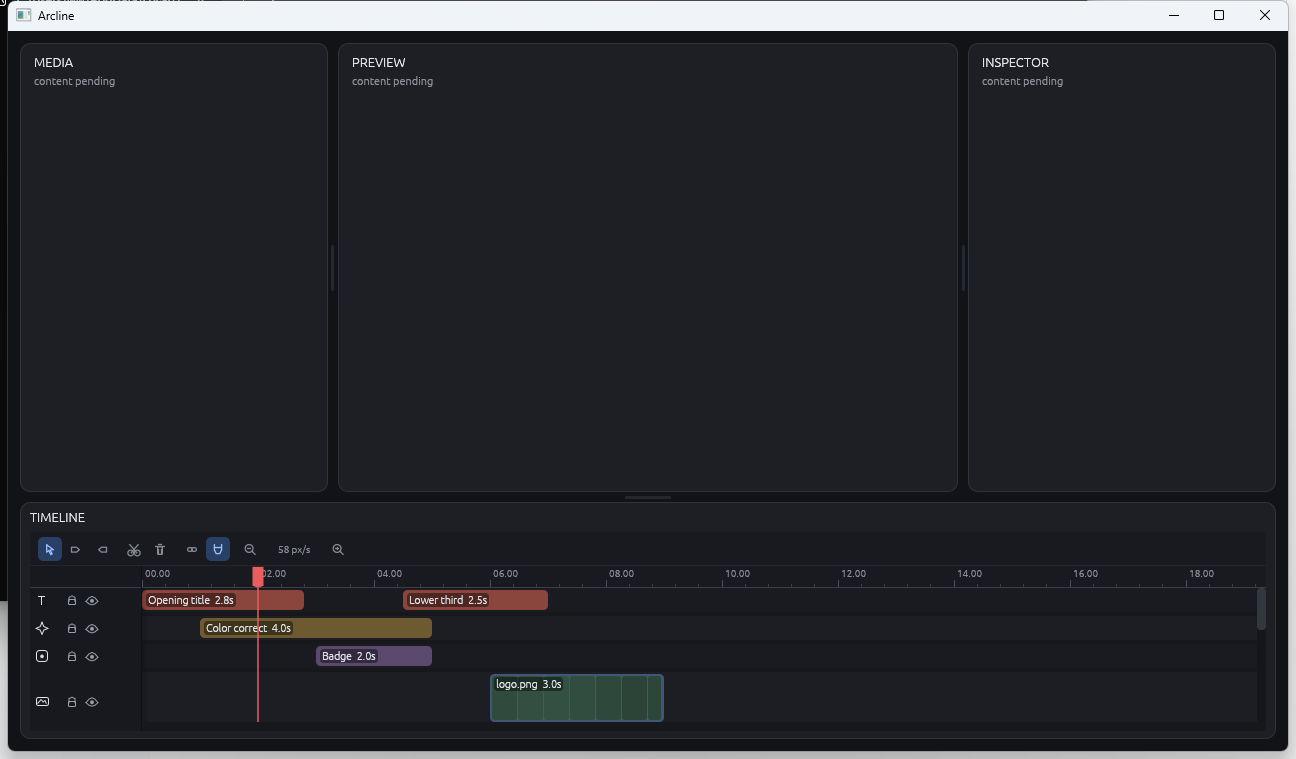 Arcline
MEDIA
content pending
PREVIEW
content pending
INSPECTOR
content pending
TIMELINE
58 px/s
00.00 02.00 04.00 06.00 08.00 10.00 12.00 14.00 16.00 18.00
T
Opening title 2.8s
Lower third 2.5s
Color correct 4.0s
Badge 2.0s
logo.png 3.0s